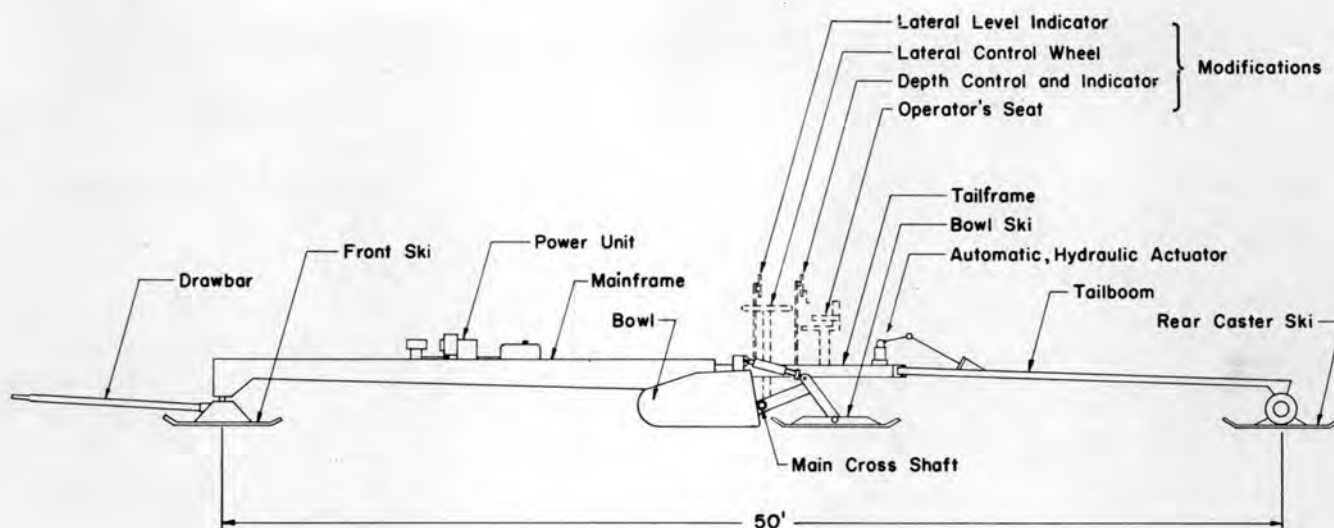 Lateral Level Indicator
Lateral Control Wheel
Depth Control and Indicator
Operator's Seat
Modifications
Tailframe
Bowl Ski
Automatic, Hydraulic Actuator
Tailboom
Rear Caster Ski
Drawbar
Front Ski
Power Unit
Mainframe
Bowl
Main Cross Shaft
50'